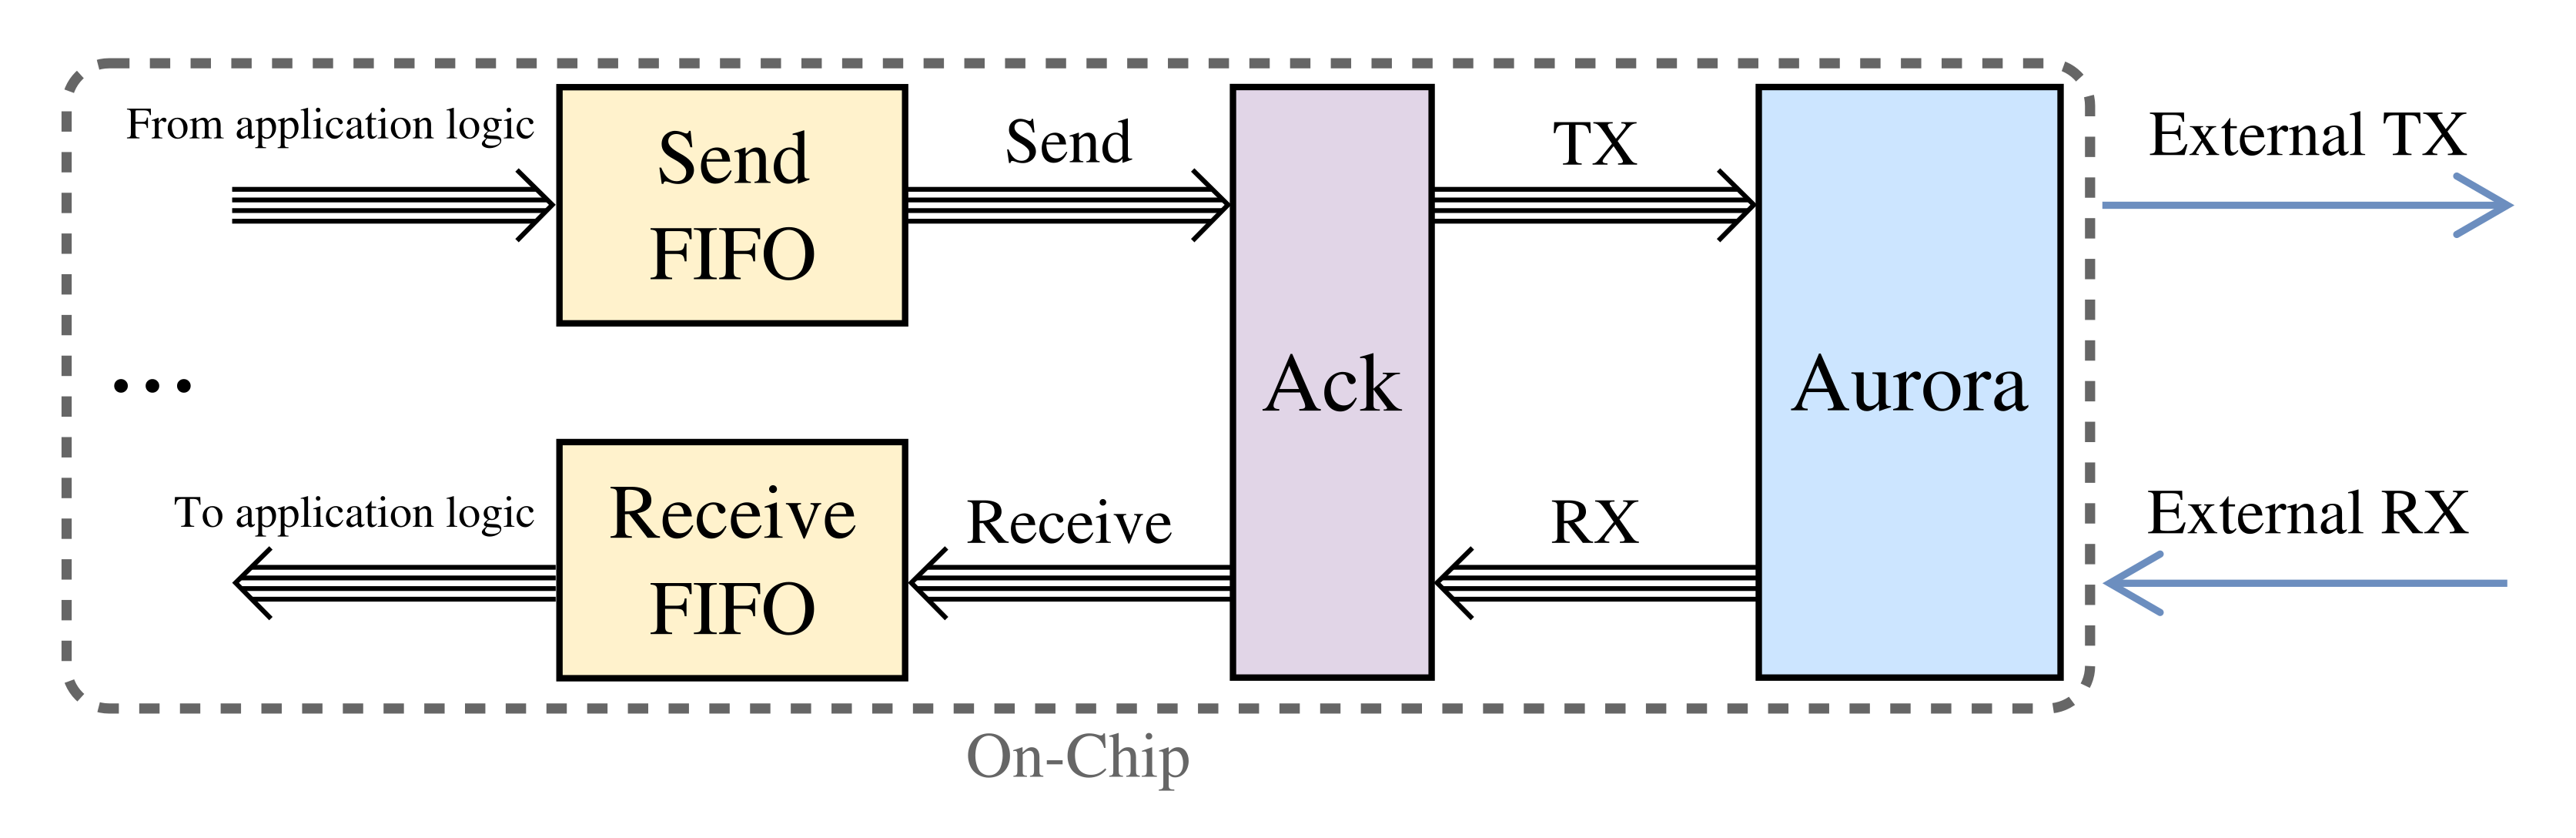 From application logic
Send
FIFO
Send
TX
External TX
...
Ack
Aurora
To application logic
Receive
FIFO
Receive
RX
External RX
On-Chip